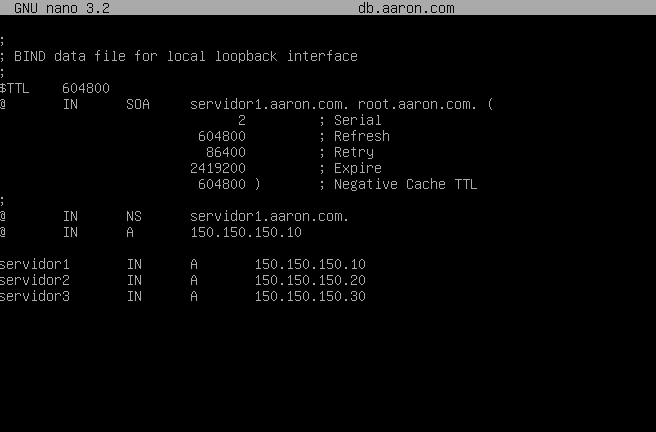 GNU nano 3.2 db.aaron.com
;
; BIND data file for local loopback interface
;
$TTL 604800
@ IN SOA servidor1.aaron.com. root.aaron.com. (
2 ; Serial
604800 ; Refresh
86400 ; Retry
2419200 ; Expire
604800 ) ; Negative Cache TTL
;
@ IN NS servidor1.aaron.com.
@ IN A 150.150.150.10
servidor1 IN A 150.150.150.10
servidor2 IN A 150.150.150.20
servidor3 IN A 150.150.150.30